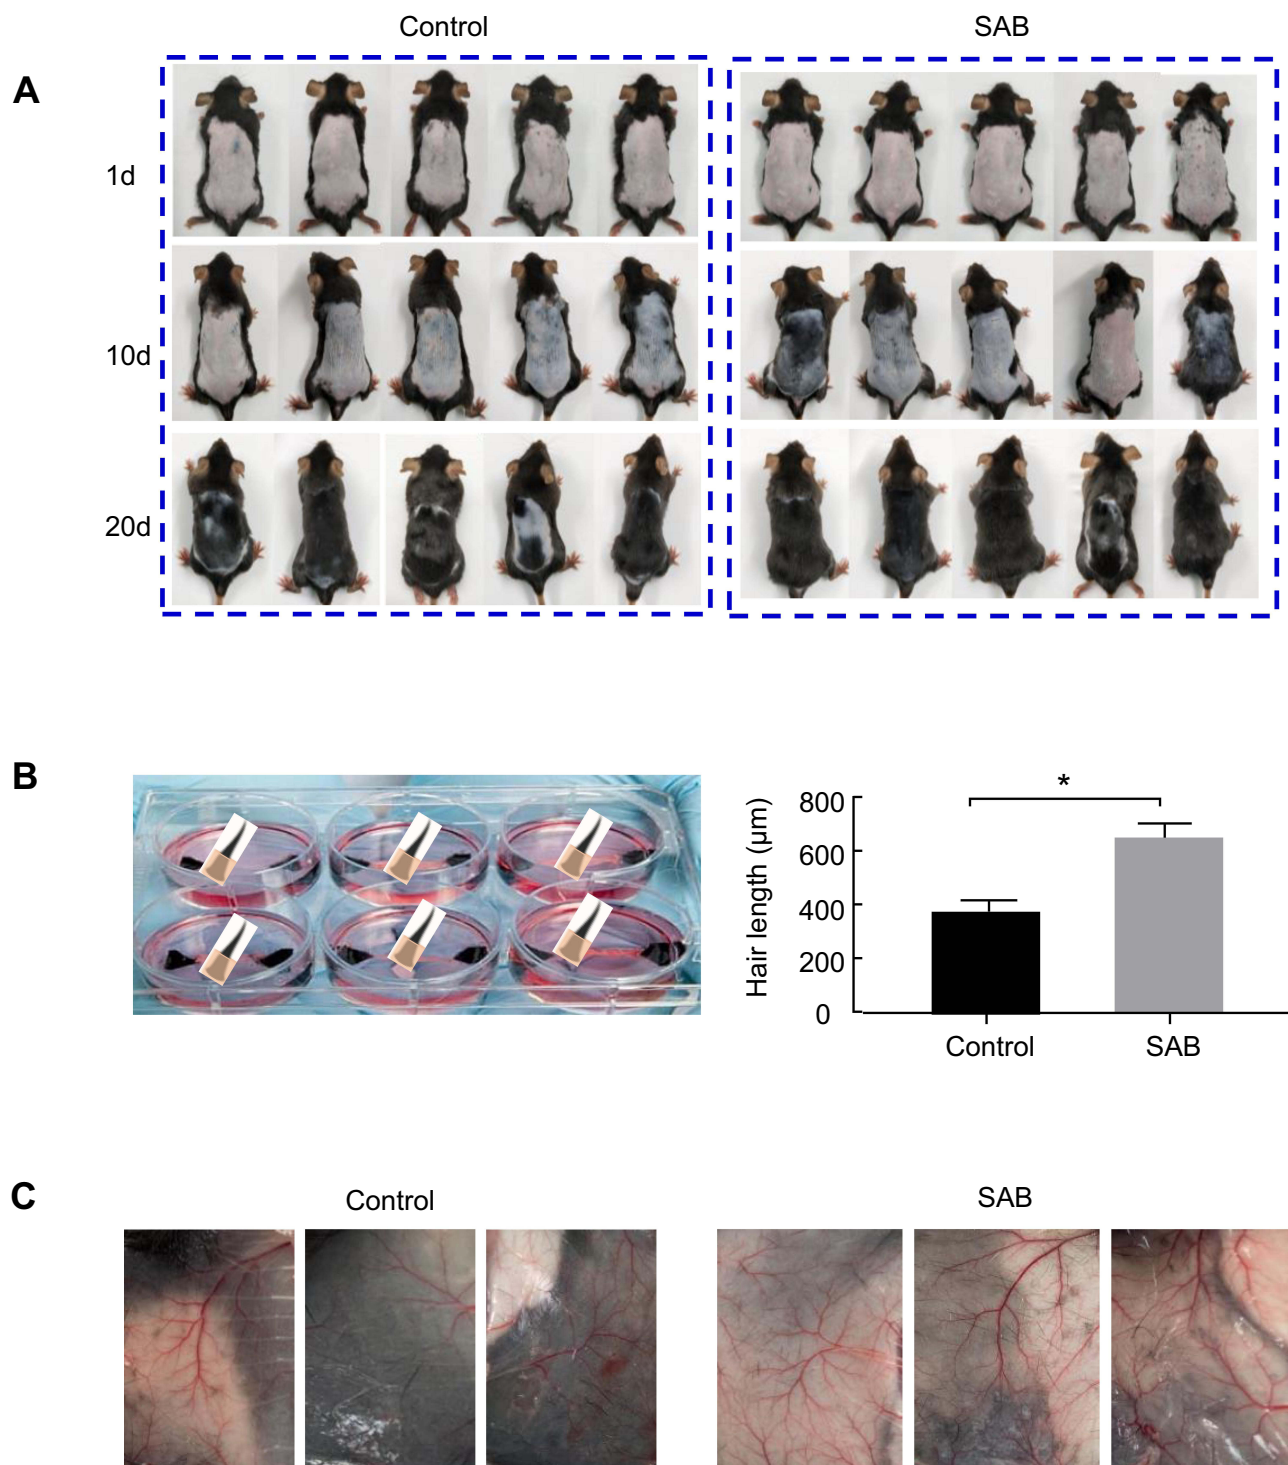 Control SAB
A
1d
10d
20d
B
*
Hair length (μm)
800
600
400
200
0
Control SAB
C
Control SAB